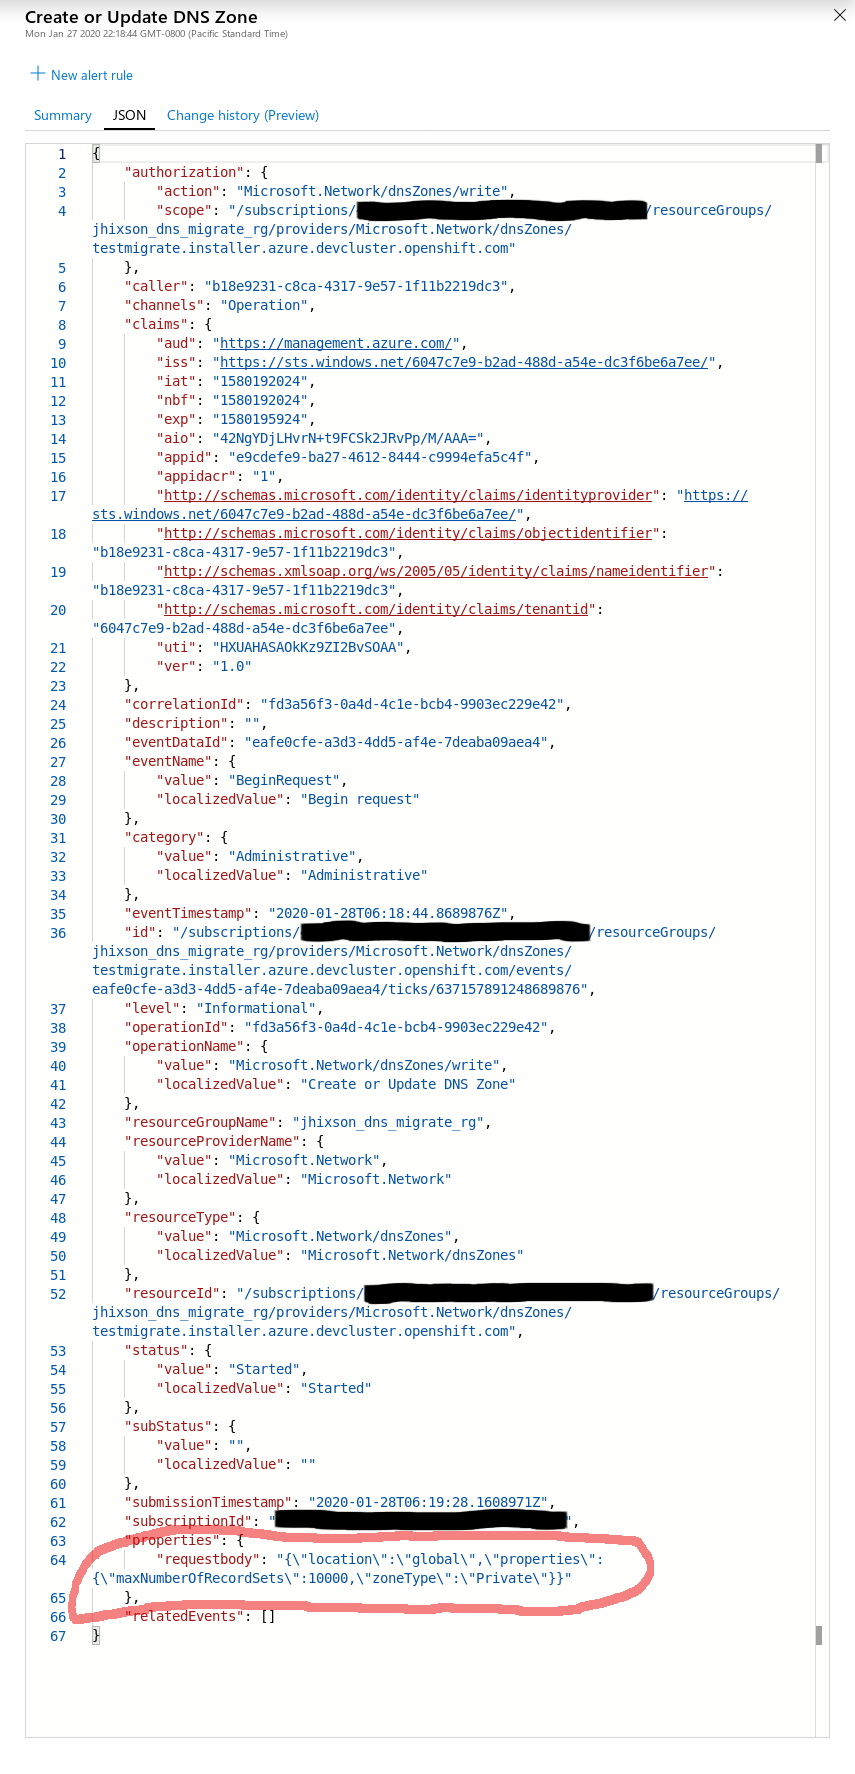 Create or Update DNS Zone
Mon Jan 27 2020 22:18:44 GMT-0800 (Pacific Standard Time)
New alert rule
Summary JSON Change history (Preview)
1 {
2 "authorization": {
3 "action": "Microsoft.Network/dnsZones/write",
4 "scope": "/subscriptions/ /resourceGroups/
jhixson_dns_migrate_rg/providers/Microsoft.Network/dnsZones/
testmigrate.installer.azure.devcluster.openshift.com"
5 },
6 "caller": "b18e9231-c8ca-4317-9e57-1f11b2219dc3",
7 "channels": "Operation",
8 "claims": {
9 "aud": "https://management.azure.com/",
10 "iss": "https://sts.windows.net/6047c7e9-b2ad-488d-a54e-dc3f6be6a7ee/",
11 "iat": "1580192024",
12 "nbf": "1580192024",
13 "exp": "1580195924",
14 "aio": "42NgYDjLHvrN+t9FCSk2JRvPp/M/AAA=",
15 "appid": "e9cdefe9-ba27-4612-8444-c9994efa5c4f",
16 "appidacr": "1",
17 "http://schemas.microsoft.com/identity/claims/identityprovider": "https://
sts.windows.net/6047c7e9-b2ad-488d-a54e-dc3f6be6a7ee/",
18 "http://schemas.microsoft.com/identity/claims/objectidentifier":
"b18e9231-c8ca-4317-9e57-1f11b2219dc3",
19 "http://schemas.xmlsoap.org/ws/2005/05/identity/claims/nameidentifier":
"b18e9231-c8ca-4317-9e57-1f11b2219dc3",
20 "http://schemas.microsoft.com/identity/claims/tenantid":
"6047c7e9-b2ad-488d-a54e-dc3f6be6a7ee",
21 "uti": "HXUAHASAOkKz9ZI2BvSOAA",
22 "ver": "1.0"
23 },
24 "correlationId": "fd3a56f3-0a4d-4c1e-bcb4-9903ec229e42",
25 "description": "",
26 "eventDataId": "eafe0cfe-a3d3-4dd5-af4e-7deaba09aea4",
27 "eventName": {
28 "value": "BeginRequest",
29 "localizedValue": "Begin request"
30 },
31 "category": {
32 "value": "Administrative",
33 "localizedValue": "Administrative"
34 },
35 "eventTimestamp": "2020-01-28T06:18:44.8689876Z",
36 "id": "/subscriptions/ /resourceGroups/
jhixson_dns_migrate_rg/providers/Microsoft.Network/dnsZones/
testmigrate.installer.azure.devcluster.openshift.com/events/
eafe0cfe-a3d3-4dd5-af4e-7deaba09aea4/ticks/637157891248689876",
37 "level": "Informational",
38 "operationId": "fd3a56f3-0a4d-4c1e-bcb4-9903ec229e42",
39 "operationName": {
40 "value": "Microsoft.Network/dnsZones/write",
41 "localizedValue": "Create or Update DNS Zone"
42 },
43 "resourceGroupName": "jhixson_dns_migrate_rg",
44 "resourceProviderName": {
45 "value": "Microsoft.Network",
46 "localizedValue": "Microsoft.Network"
47 },
48 "resourceType": {
49 "value": "Microsoft.Network/dnsZones",
50 "localizedValue": "Microsoft.Network/dnsZones"
51 },
52 "resourceId": "/subscriptions/ /resourceGroups/
jhixson_dns_migrate_rg/providers/Microsoft.Network/dnsZones/
testmigrate.installer.azure.devcluster.openshift.com",
53 "status": {
54 "value": "Started",
55 "localizedValue": "Started"
56 },
57 "subStatus": {
58 "value": "",
59 "localizedValue": ""
60 },
61 "submissionTimestamp": "2020-01-28T06:19:28.1608971Z",
62 "subscriptionId": " ",
63 "properties": {
64 "requestbody": "{\"location\":\"global\",\"properties\":
{\"maxNumberOfRecordSets\":10000,\"zoneType\":\"Private\"}}"
65 },
66 "relatedEvents": []
67 }